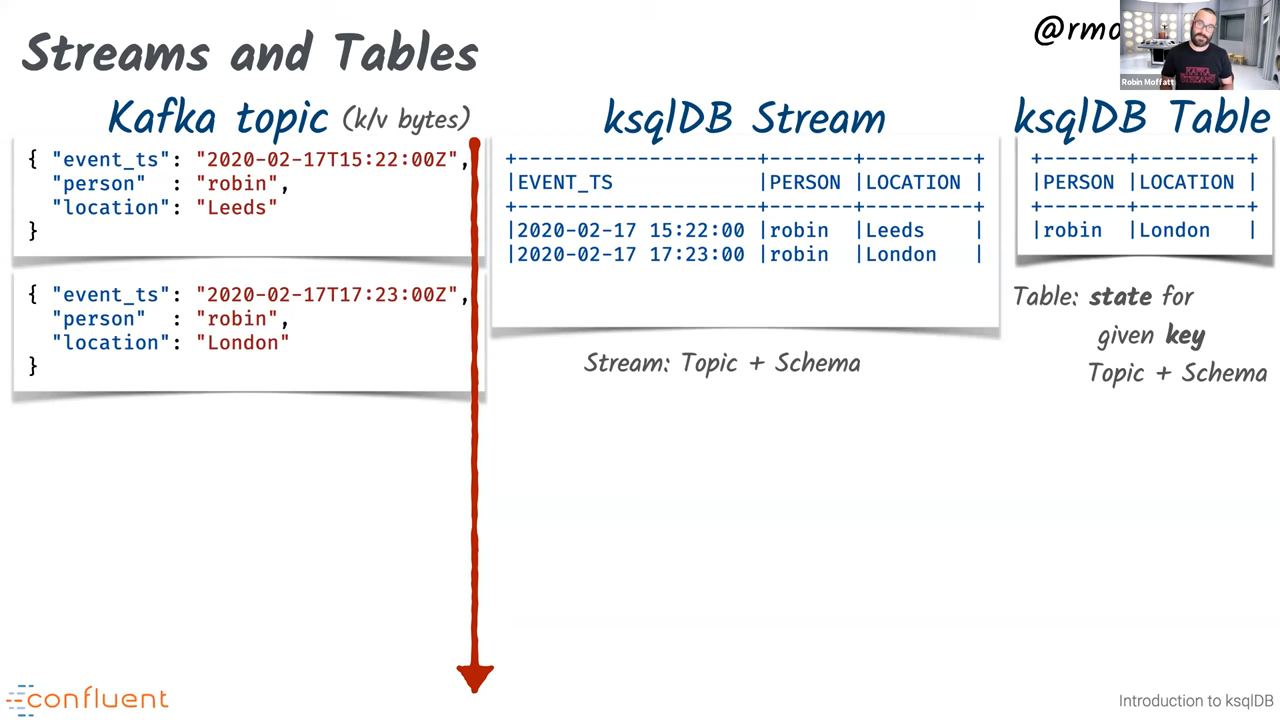 Streams and Tables
@rmo
Robin Moffatt
Kafka topic (k/v bytes)
{ "event_ts": "2020-02-17T15:22:00Z",
"person" : "robin",
"location": "Leeds"
}
{ "event_ts": "2020-02-17T17:23:00Z",
"person" : "robin",
"location": "London"
}
ksqlDB Stream
+--------------------+-------+---------+
|EVENT_TS |PERSON |LOCATION |
+--------------------+-------+---------+
|2020-02-17 15:22:00 |robin |Leeds |
|2020-02-17 17:23:00 |robin |London |
Stream: Topic + Schema
ksqlDB Table
+-------+---------+
|PERSON |LOCATION |
+-------+---------+
|robin |London |
Table: state for
given key
Topic + Schema
confluent
Introduction to ksqlDB